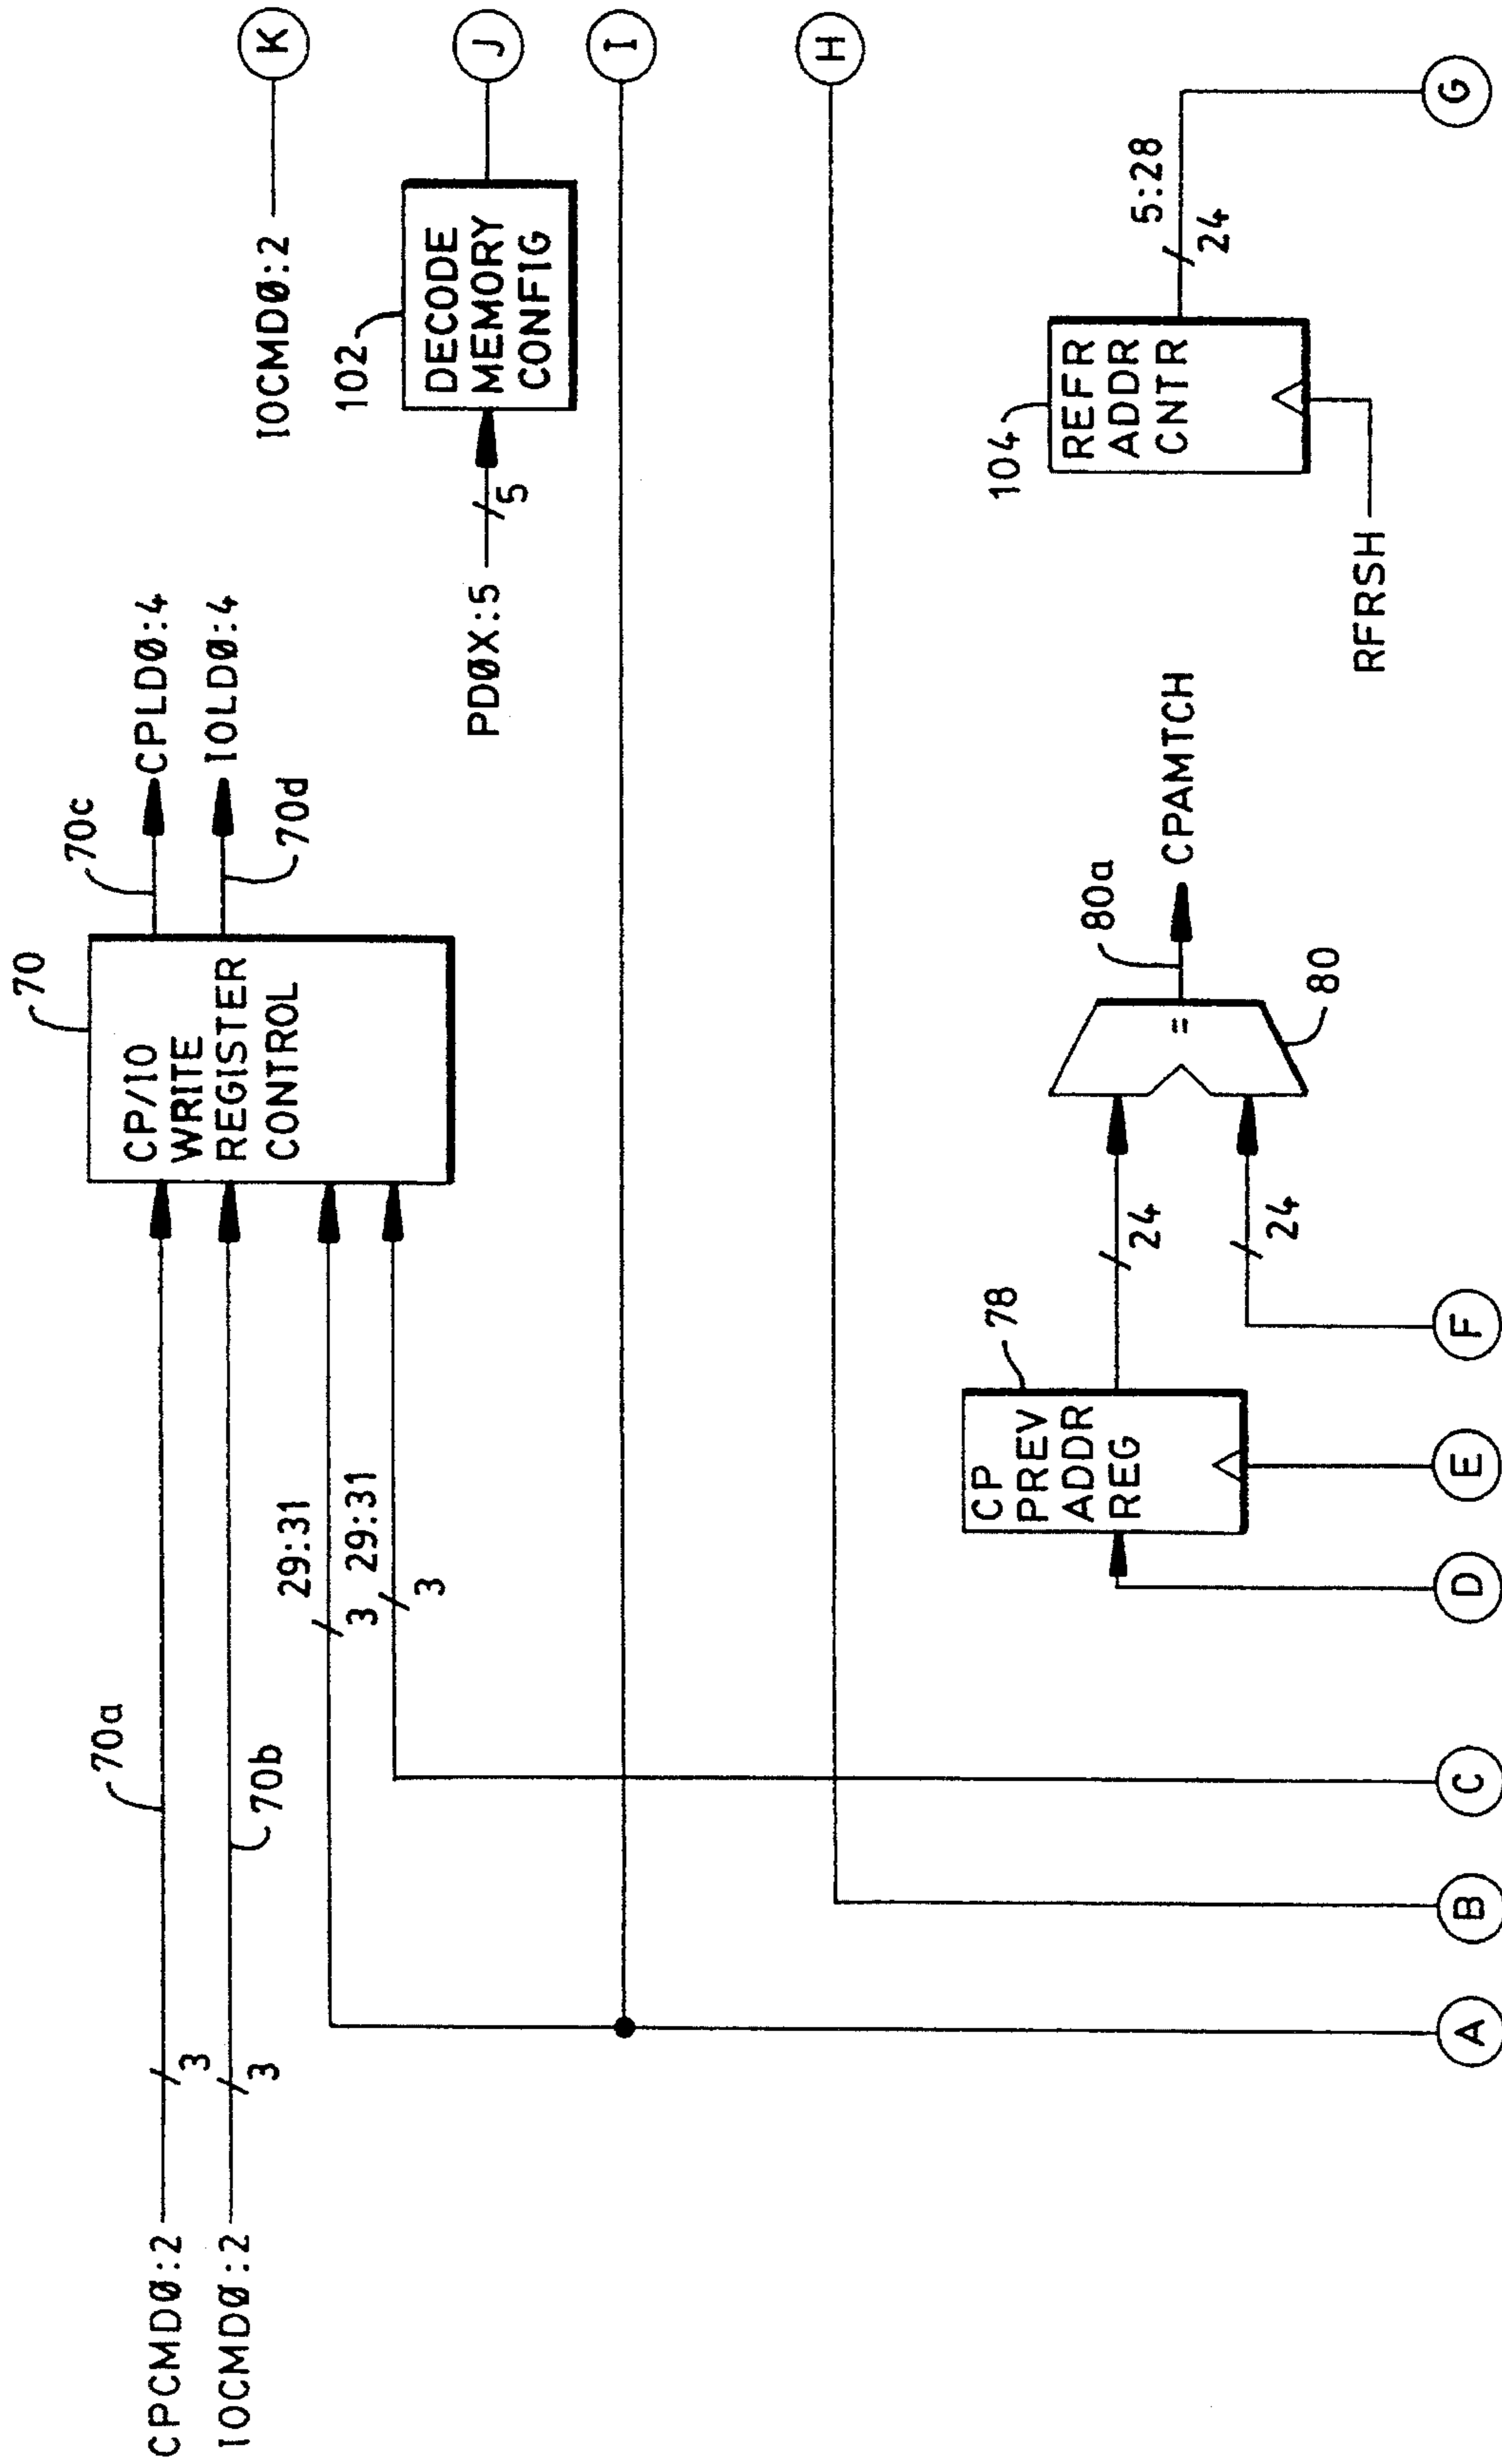 CPCMDØ:2
3
70a
IOCMDØ:2
3
70b
29:31
3
29:31
3
70
CP/IO
WRITE
REGISTER
CONTROL
70c
CPLDØ:4
IOLDØ:4
70d
IOCMDØ:2
K
102
DECODE
MEMORY
CONFIG
PDØX:5
5
J
I
H
78
CP
PREV
ADDR
REG
24
24
=
80
80a
CPAMTCH
104
REFR
ADDR
CNTR
RFRSH
5:28
24
A
B
C
D
E
F
G